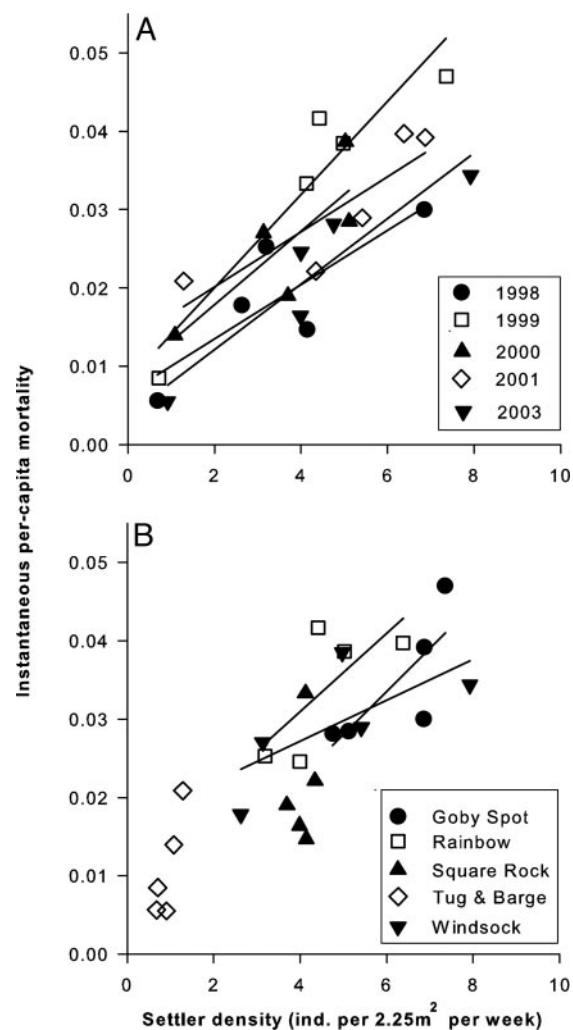 A
0.05
0.04
0.03
0.02
0.01
0.00
0 2 4 6 8 10
1998
1999
2000
2001
2003
Instantaneous per-capita mortality
B
0.05
0.04
0.03
0.02
0.01
0.00
0 2 4 6 8 10
Goby Spot
Rainbow
Square Rock
Tug & Barge
Windsock
Settler density (ind. per 2.25m² per week)